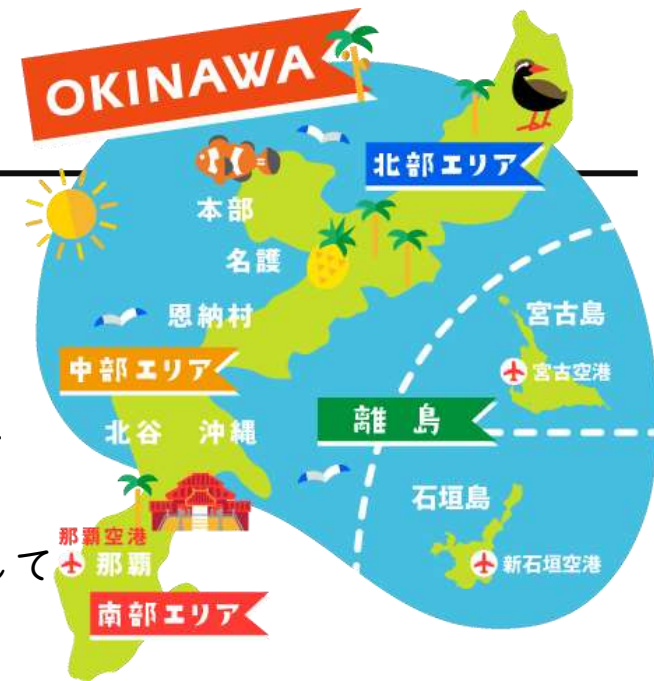 OKINAWA
北部エリア
本部
名護
恩納村
宮古島
中部エリア
宮古空港
離島
北谷 沖縄
石垣島
那覇空港
して
那覇
新石垣空港
南部エリア